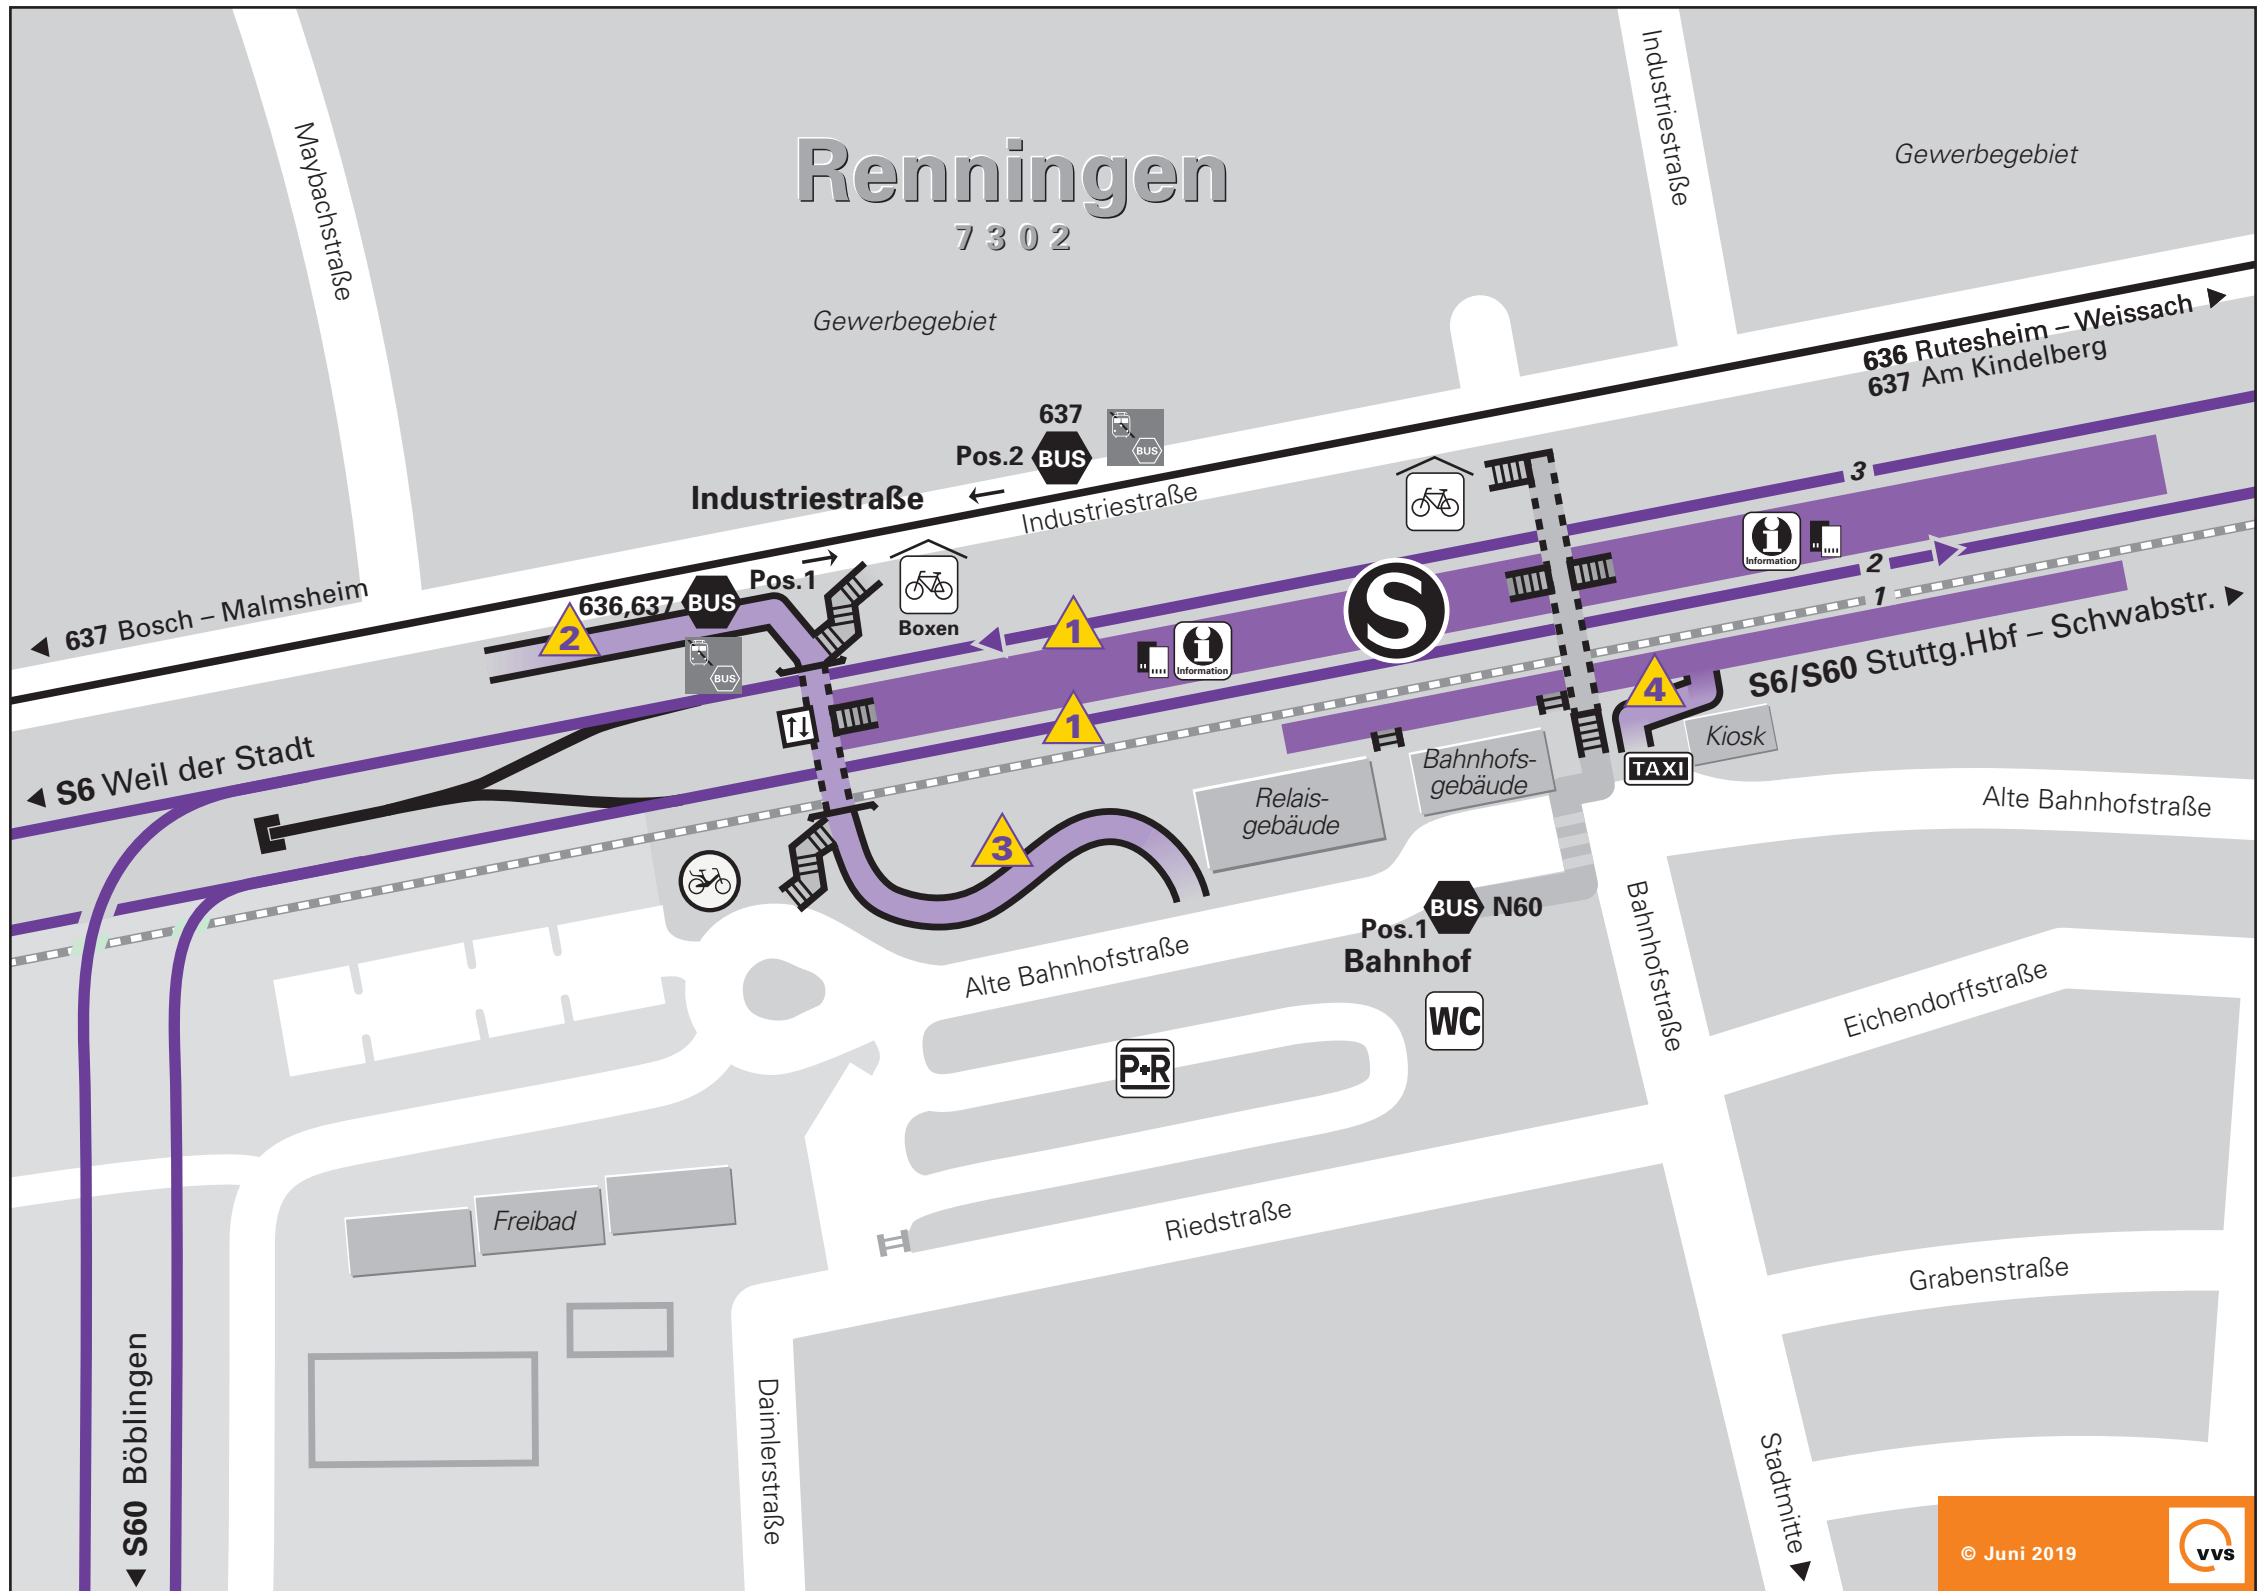 Industriestraße
Maybachstraße
Renningen
7302
Gewerbegebiet
Gewerbegebiet
636 Rutesheim – Weissach
637 Am Kindelberg
637
Pos.2
BUS
BUS
Industriestraße
Industriestraße
3
Information
2
1
Pos.1
636,637
BUS
2
BUS
Boxen
637 Bosch – Malmsheim
1
S
Information
1
4
S6/S60 Stuttg.Hbf – Schwabstr.
S6 Weil der Stadt
Kiosk
TAXI
Bahnhofs-
gebäude
Relais-
gebäude
3
Alte Bahnhofstraße
BUS
N60
Pos.1
Bahnhof
Alte Bahnhofstraße
Bahnhofstraße
Eichendorffstraße
WC
P+R
Freibad
Riedstraße
Grabenstraße
S60 Böblingen
Daimlerstraße
Stadtmitte
© Juni 2019
vvs